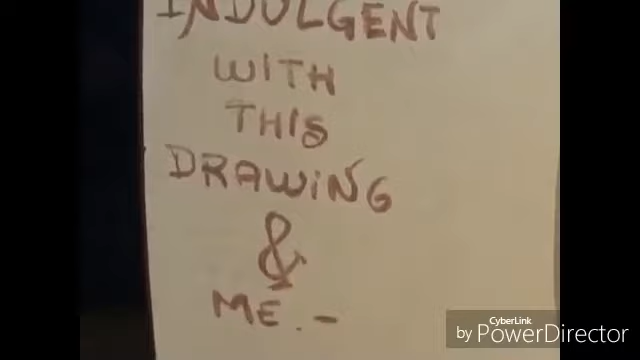 INDULGENT
WITH
THIS
DRAWiNG
&
ME.-
CyberLink
by PowerDirector